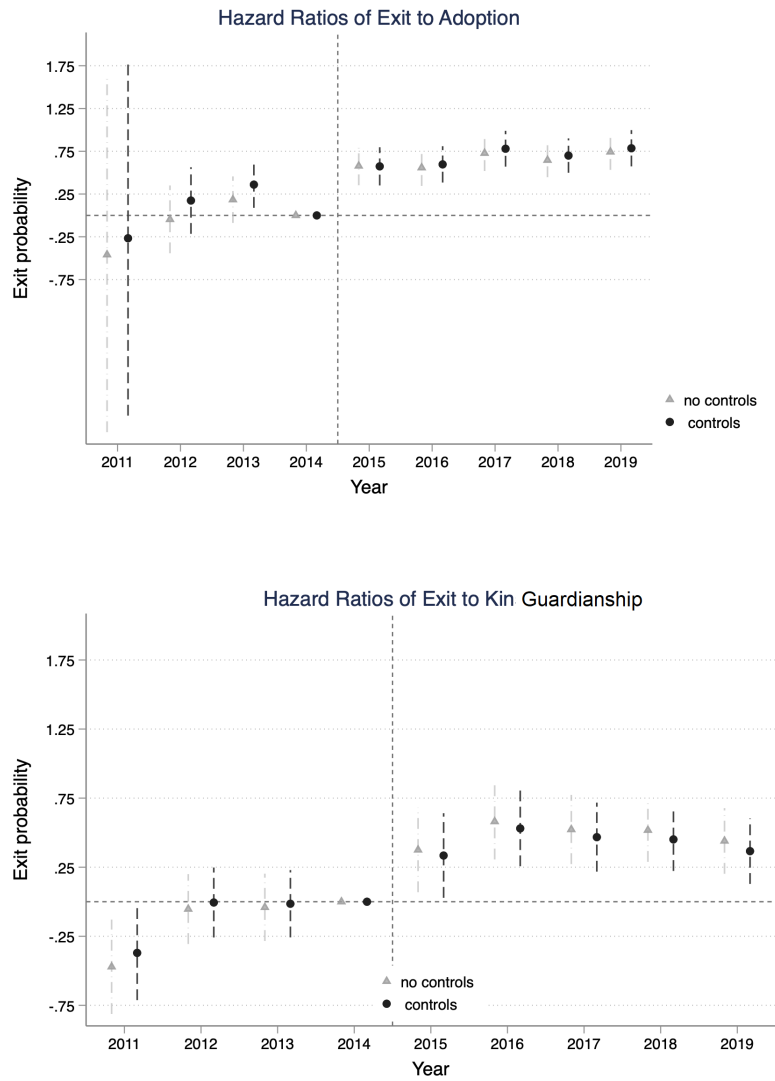 Hazard Ratios of Exit to Adoption
1.75
1.25
.75
.25
-.25
-.75
Exit probability
no controls
controls
2011 2012 2013 2014 2015 2016 2017 2018 2019
Year
Hazard Ratios of Exit to Kin Guardianship
1.75
1.25
.75
.25
-.25
-.75
Exit probability
no controls
controls
2011 2012 2013 2014 2015 2016 2017 2018 2019
Year